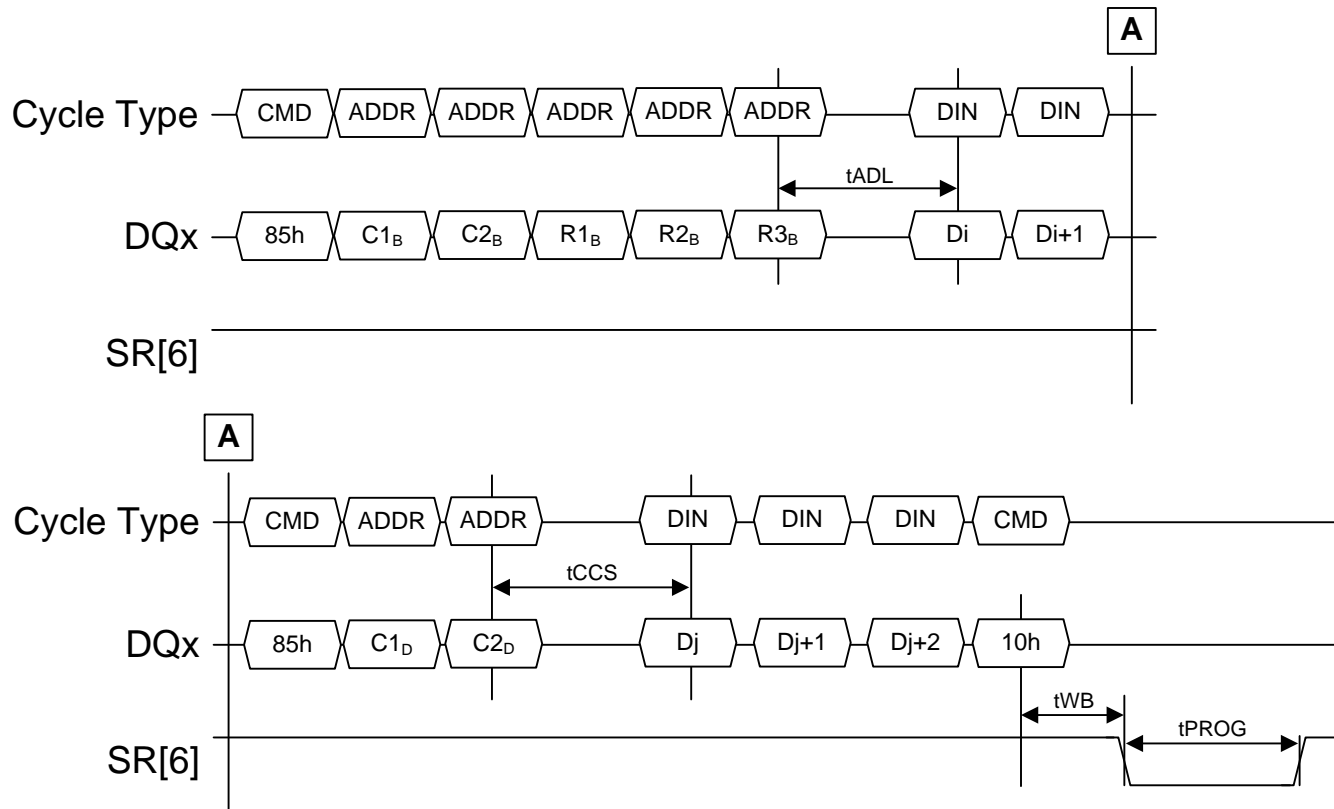 A
Cycle Type CMD ADDR ADDR ADDR ADDR ADDR DIN DIN
tADL
DQx 85h C1B C2B R1B R2B R3B Di Di+1
SR[6]
A
Cycle Type CMD ADDR ADDR DIN DIN DIN CMD
tCCS
DQx 85h C1D C2D Dj Dj+1 Dj+2 10h
tWB tPROG
SR[6]